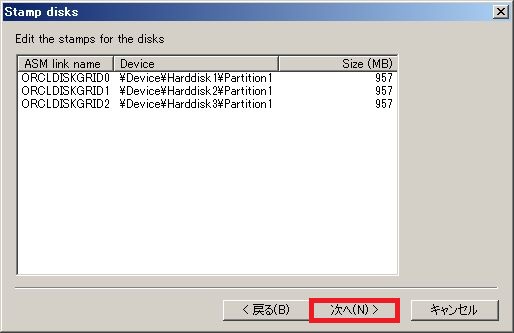 Stamp disks
Edit the stamps for the disks
ASM link name Device Size (MB)
ORCLDISKGRID0 ¥Device¥Harddisk1¥Partition1 957
ORCLDISKGRID1 ¥Device¥Harddisk2¥Partition1 957
ORCLDISKGRID2 ¥Device¥Harddisk3¥Partition1 957
< 戻る(B) 次へ(N) > キャンセル